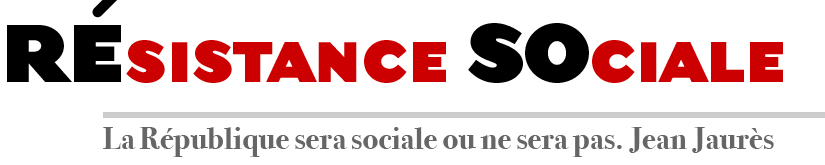 RÉSISTANCE SOCIALE
La République sera sociale ou ne sera pas. Jean Jaurès